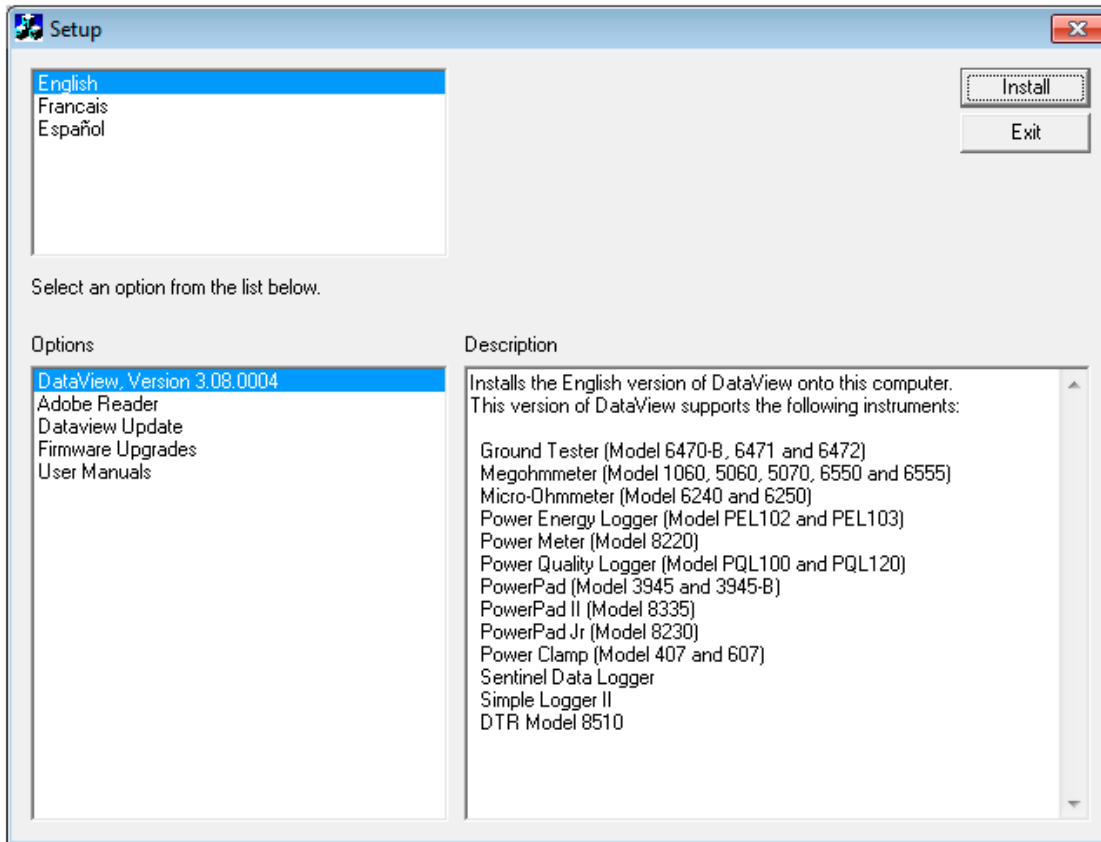 Setup
English
Francais
Español
Install
Exit
Select an option from the list below.
Options
DataView, Version 3.08.0004
Adobe Reader
Dataview Update
Firmware Upgrades
User Manuals
Description
Installs the English version of DataView onto this computer.
This version of DataView supports the following instruments:
Ground Tester (Model 6470-B, 6471 and 6472)
Megohmmeter (Model 1060, 5060, 5070, 6550 and 6555)
Micro-Ohmmeter (Model 6240 and 6250)
Power Energy Logger (Model PEL102 and PEL103)
Power Meter (Model 8220)
Power Quality Logger (Model PQL100 and PQL120)
PowerPad (Model 3945 and 3945-B)
PowerPad II (Model 8335)
PowerPad Jr (Model 8230)
Power Clamp (Model 407 and 607)
Sentinel Data Logger
Simple Logger II
DTR Model 8510